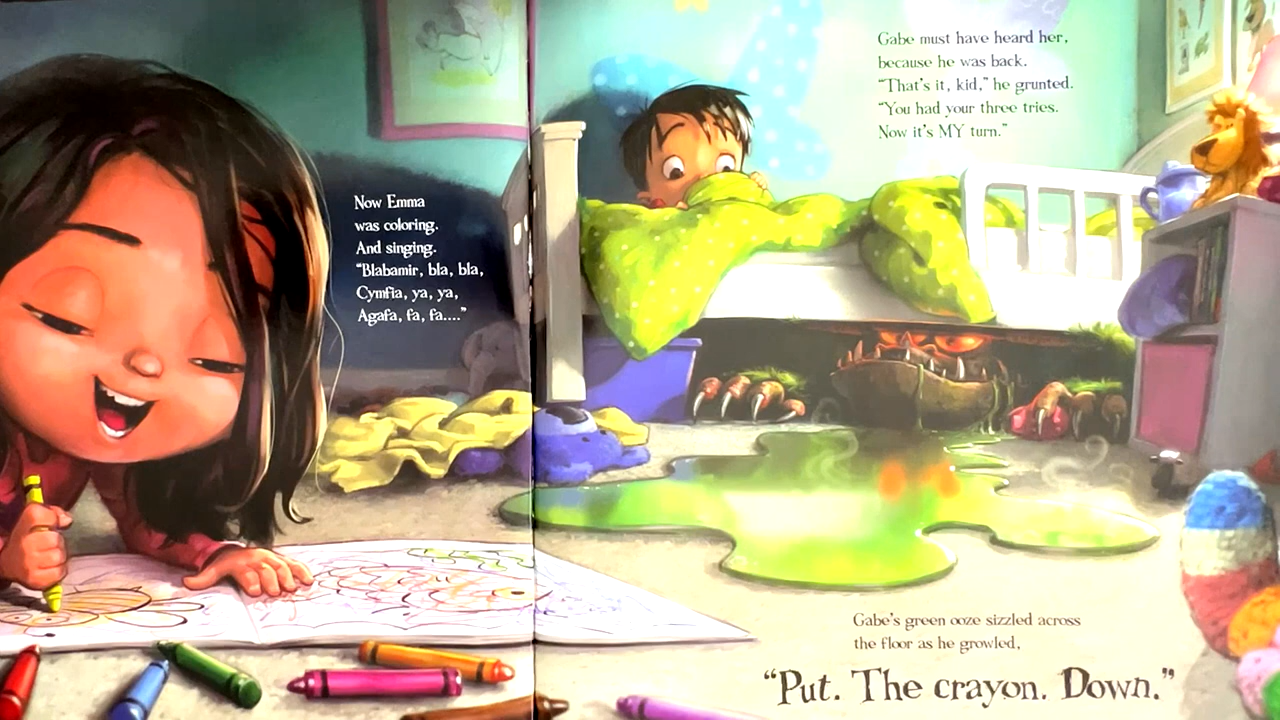 Now Emma
was coloring.
And singing.
“Blabamir, bla, bla,
Cymfia, ya, ya,
Agafa, fa, fa....”
Gabe must have heard her,
because he was back.
“That’s it, kid,” he grunted.
“You had your three tries.
Now it’s MY turn.”
Gabe’s green ooze sizzled across
the floor as he growled,
“Put. The crayon. Down.”